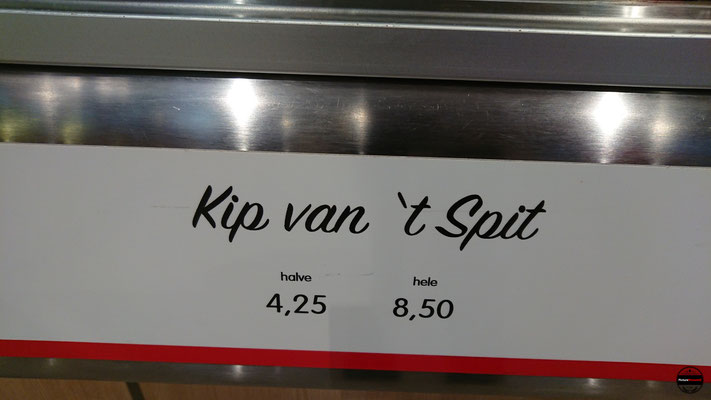 Kip van `t Spit
halve hele
4,25 8,50